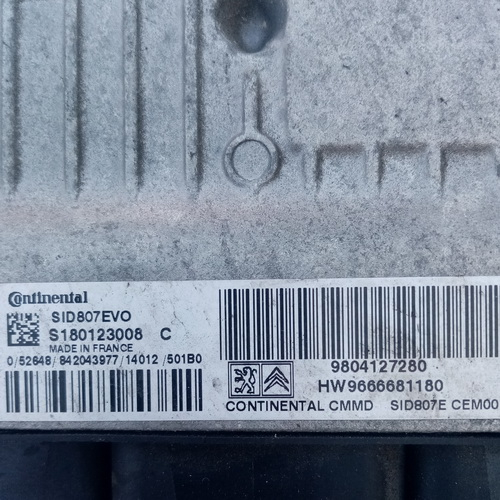 Continental
SID807EVO
S180123008 C
MADE IN FRANCE
0/52648/842043977/14012/501B0
9804127280
HW9666681180
CONTINENTAL CMMD SID807E CEM00